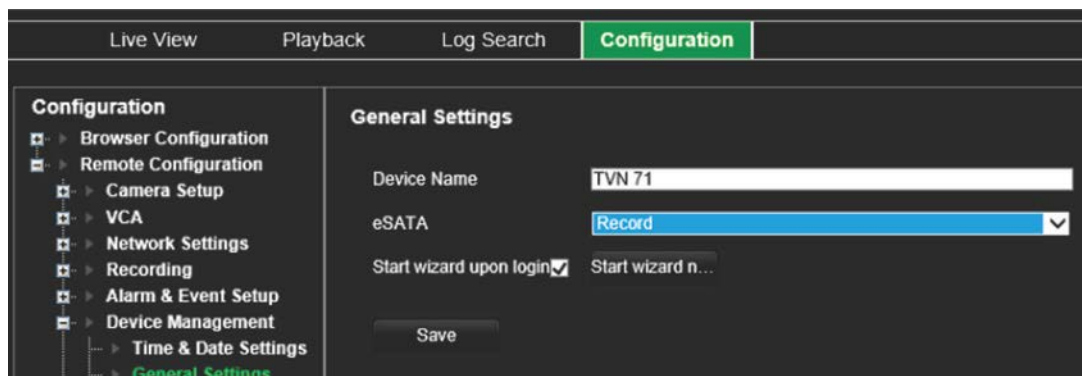 Live View Playback Log Search Configuration
Configuration
Browser Configuration
Remote Configuration
Camera Setup
VCA
Network Settings
Recording
Alarm & Event Setup
Device Management
Time & Date Settings
General Settings
General Settings
Device Name TVN 71
eSATA Record
Start wizard upon login Start wizard n...
Save